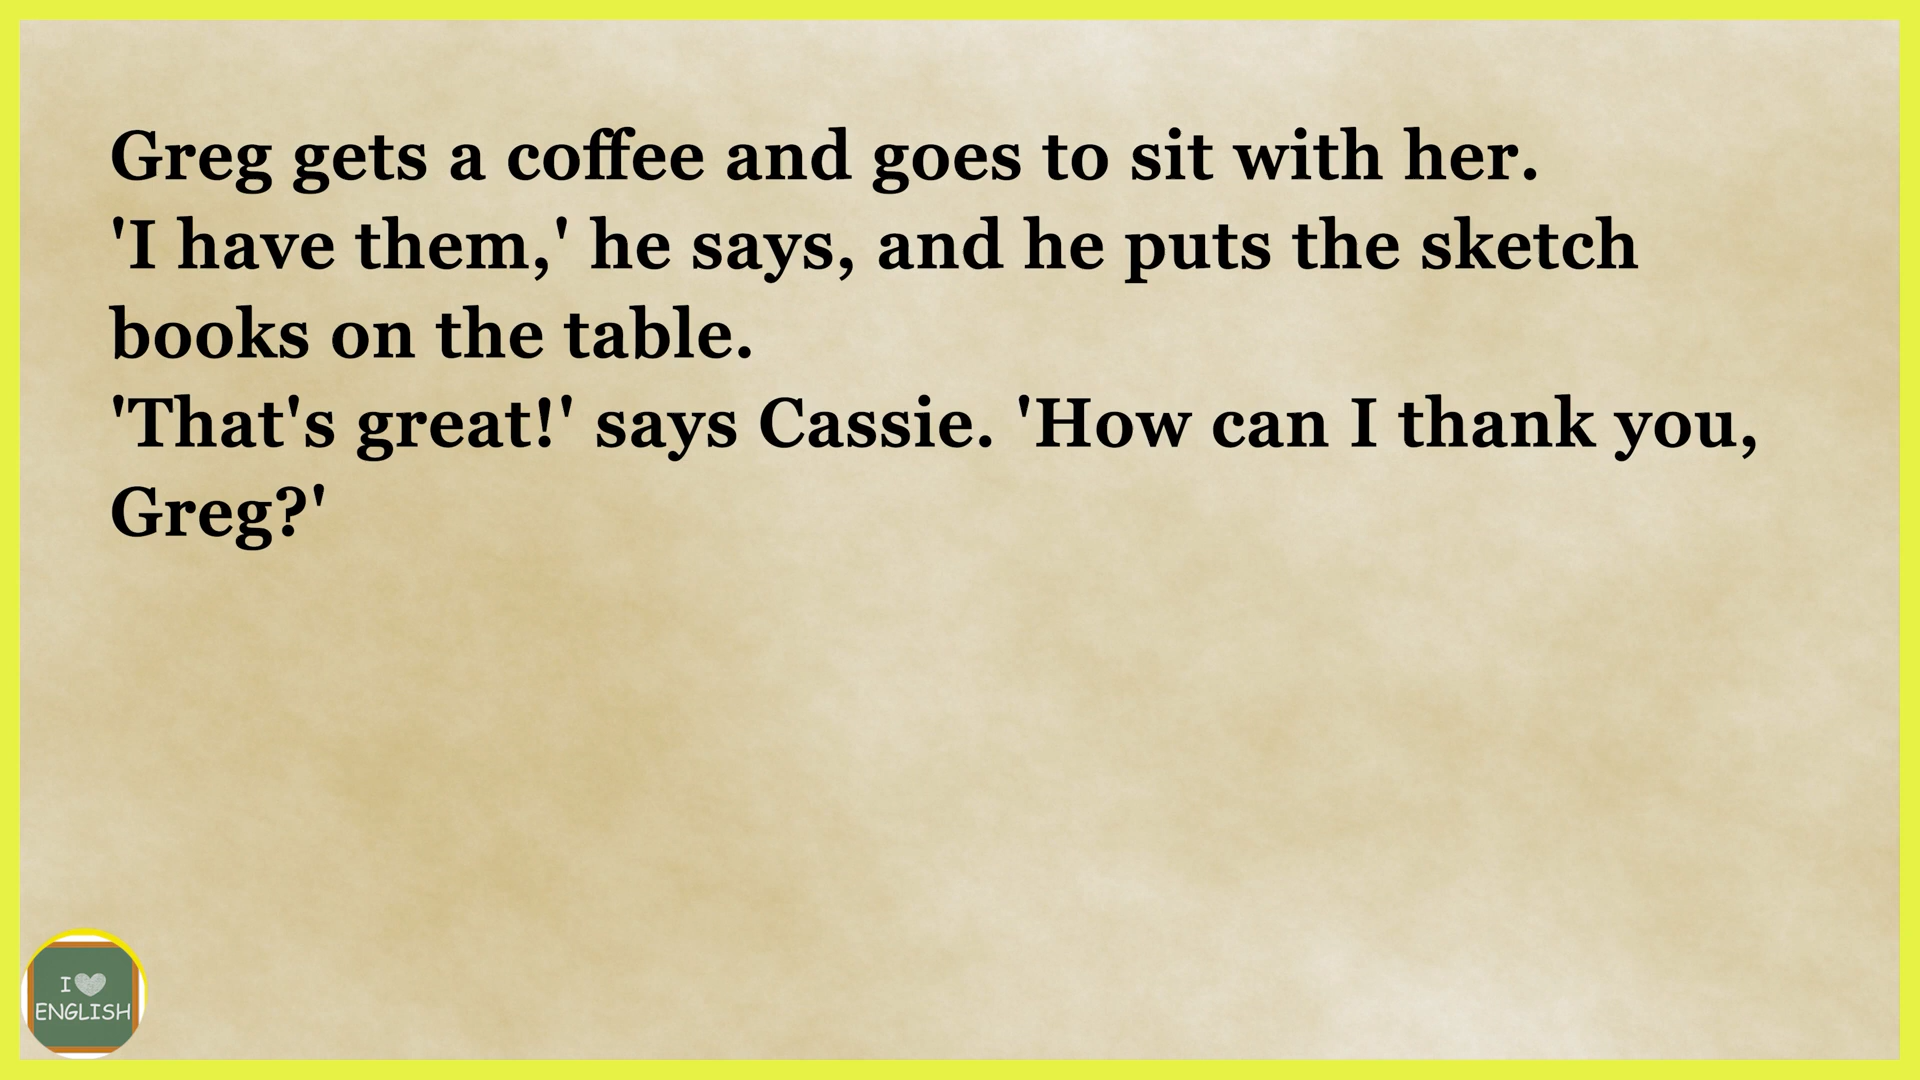 Greg gets a coffee and goes to sit with her.
'I have them,' he says, and he puts the sketch
books on the table.
'That's great!' says Cassie. 'How can I thank you,
Greg?'
I
ENGLISH